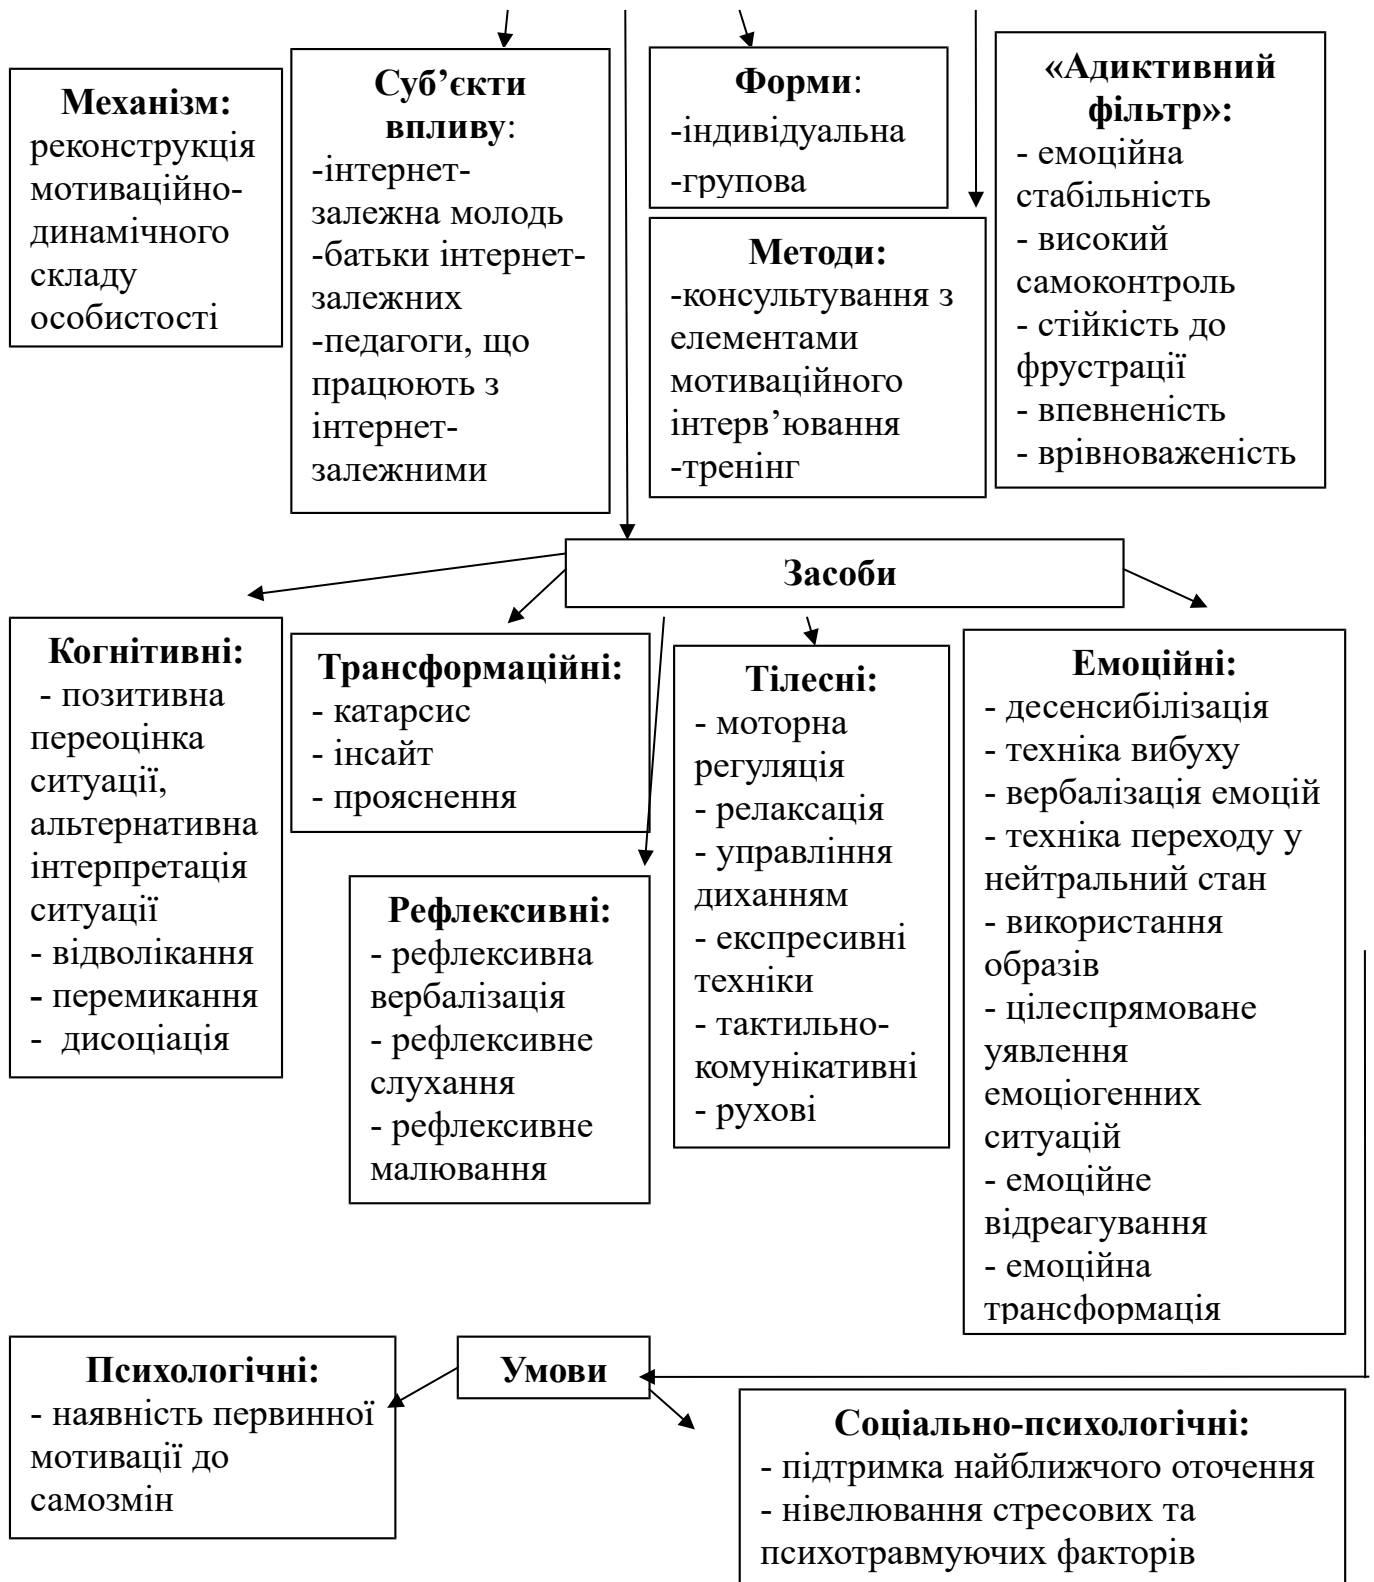 Механізм:
реконструкція
мотиваційно-
динамічного
складу
особистості
Суб’єкти
впливу:
-інтернет-
залежна молодь
-батьки інтернет-
залежних
-педагоги, що
працюють з
інтернет-
залежними
Форми:
-індивідуальна
-групова
Методи:
-консультування з
елементами
мотиваційного
інтерв’ювання
-тренінг
«Адиктивний
фільтр»:
- емоційна
стабільність
- високий
самоконтроль
- стійкість до
фрустрації
- впевненість
- врівноваженість
Засоби
Когнітивні:
- позитивна
переоцінка
ситуації,
альтернативна
інтерпретація
ситуації
- відволікання
- перемикання
- дисоціація
Трансформаційні:
- катарсис
- інсайт
- прояснення
Рефлексивні:
- рефлексивна
вербалізація
- рефлексивне
слухання
- рефлексивне
малювання
Тілесні:
- моторна
регуляція
- релаксація
- управління
диханням
- експресивні
техніки
- тактильно-
комунікативні
- рухові
Емоційні:
- десенсибілізація
- техніка вибуху
- вербалізація емоцій
- техніка переходу у
нейтральний стан
- використання
образів
- цілеспрямоване
уявлення
емоціогенних
ситуацій
- емоційне
відреагування
- емоційна
трансформація
Умови
Психологічні:
- наявність первинної
мотивації до
самозмін
Соціально-психологічні:
- підтримка найближчого оточення
- нівелювання стресових та
психотравмуючих факторів